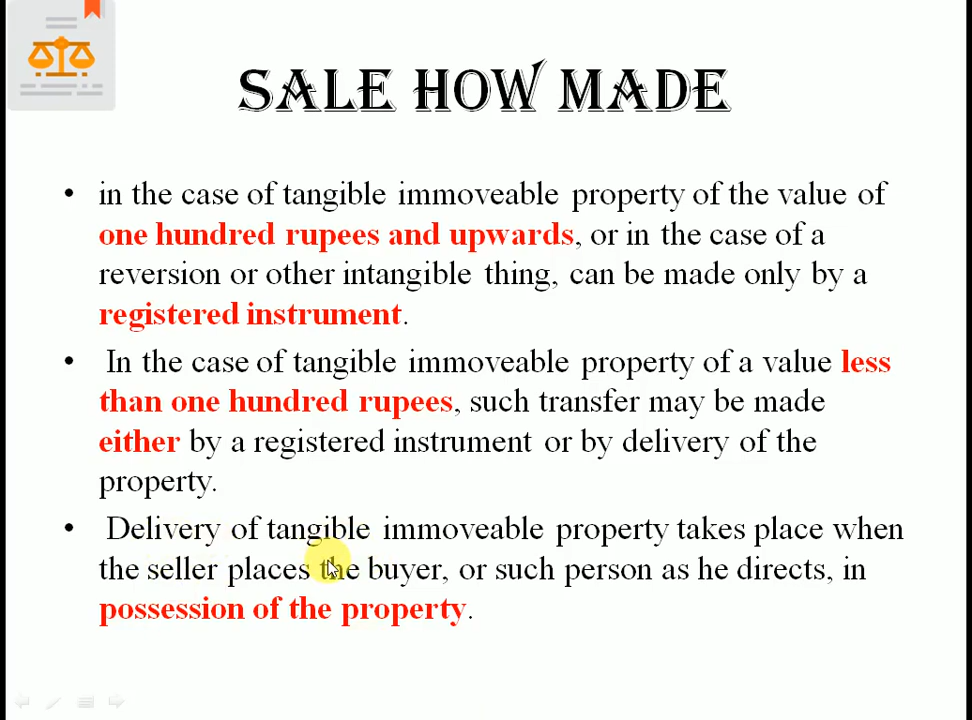 SALE HOW MADE
• in the case of tangible immoveable property of the value of
one hundred rupees and upwards, or in the case of a
reversion or other intangible thing, can be made only by a
registered instrument.
• In the case of tangible immoveable property of a value less
than one hundred rupees, such transfer may be made
either by a registered instrument or by delivery of the
property.
• Delivery of tangible immoveable property takes place when
the seller places the buyer, or such person as he directs, in
possession of the property.